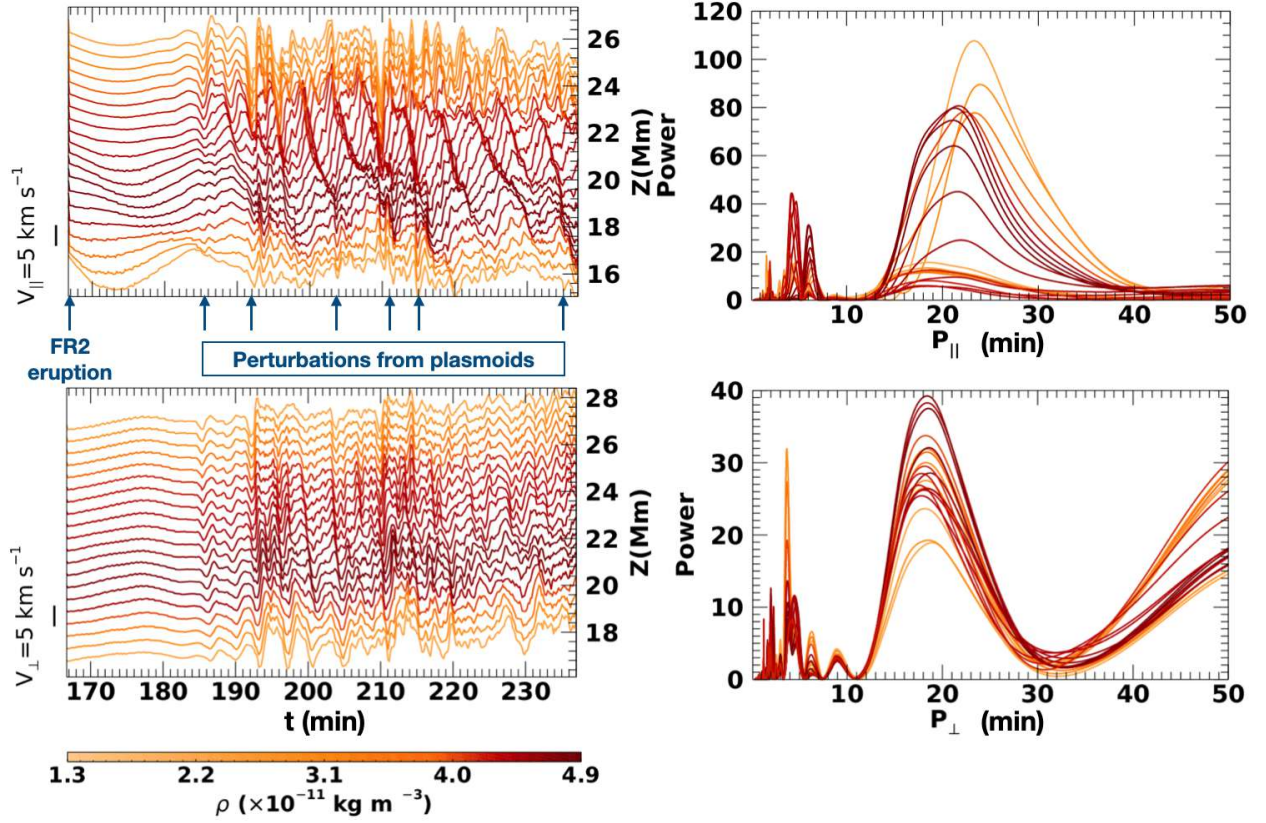 V∥=5 km s⁻¹
26
24
22
20
18
16
Z(Mm)
FR2
eruption
Perturbations from plasmoids
120
100
80
60
40
20
0
Power
10 20 30 40 50
P∥ (min)
V⊥=5 km s⁻¹
28
26
24
22
20
18
Z(Mm)
170 180 190 200 210 220 230
t (min)
40
30
20
10
0
Power
10 20 30 40 50
P⊥ (min)
1.3 2.2 3.1 4.0 4.9
ρ (×10⁻¹¹ kg m ⁻³)